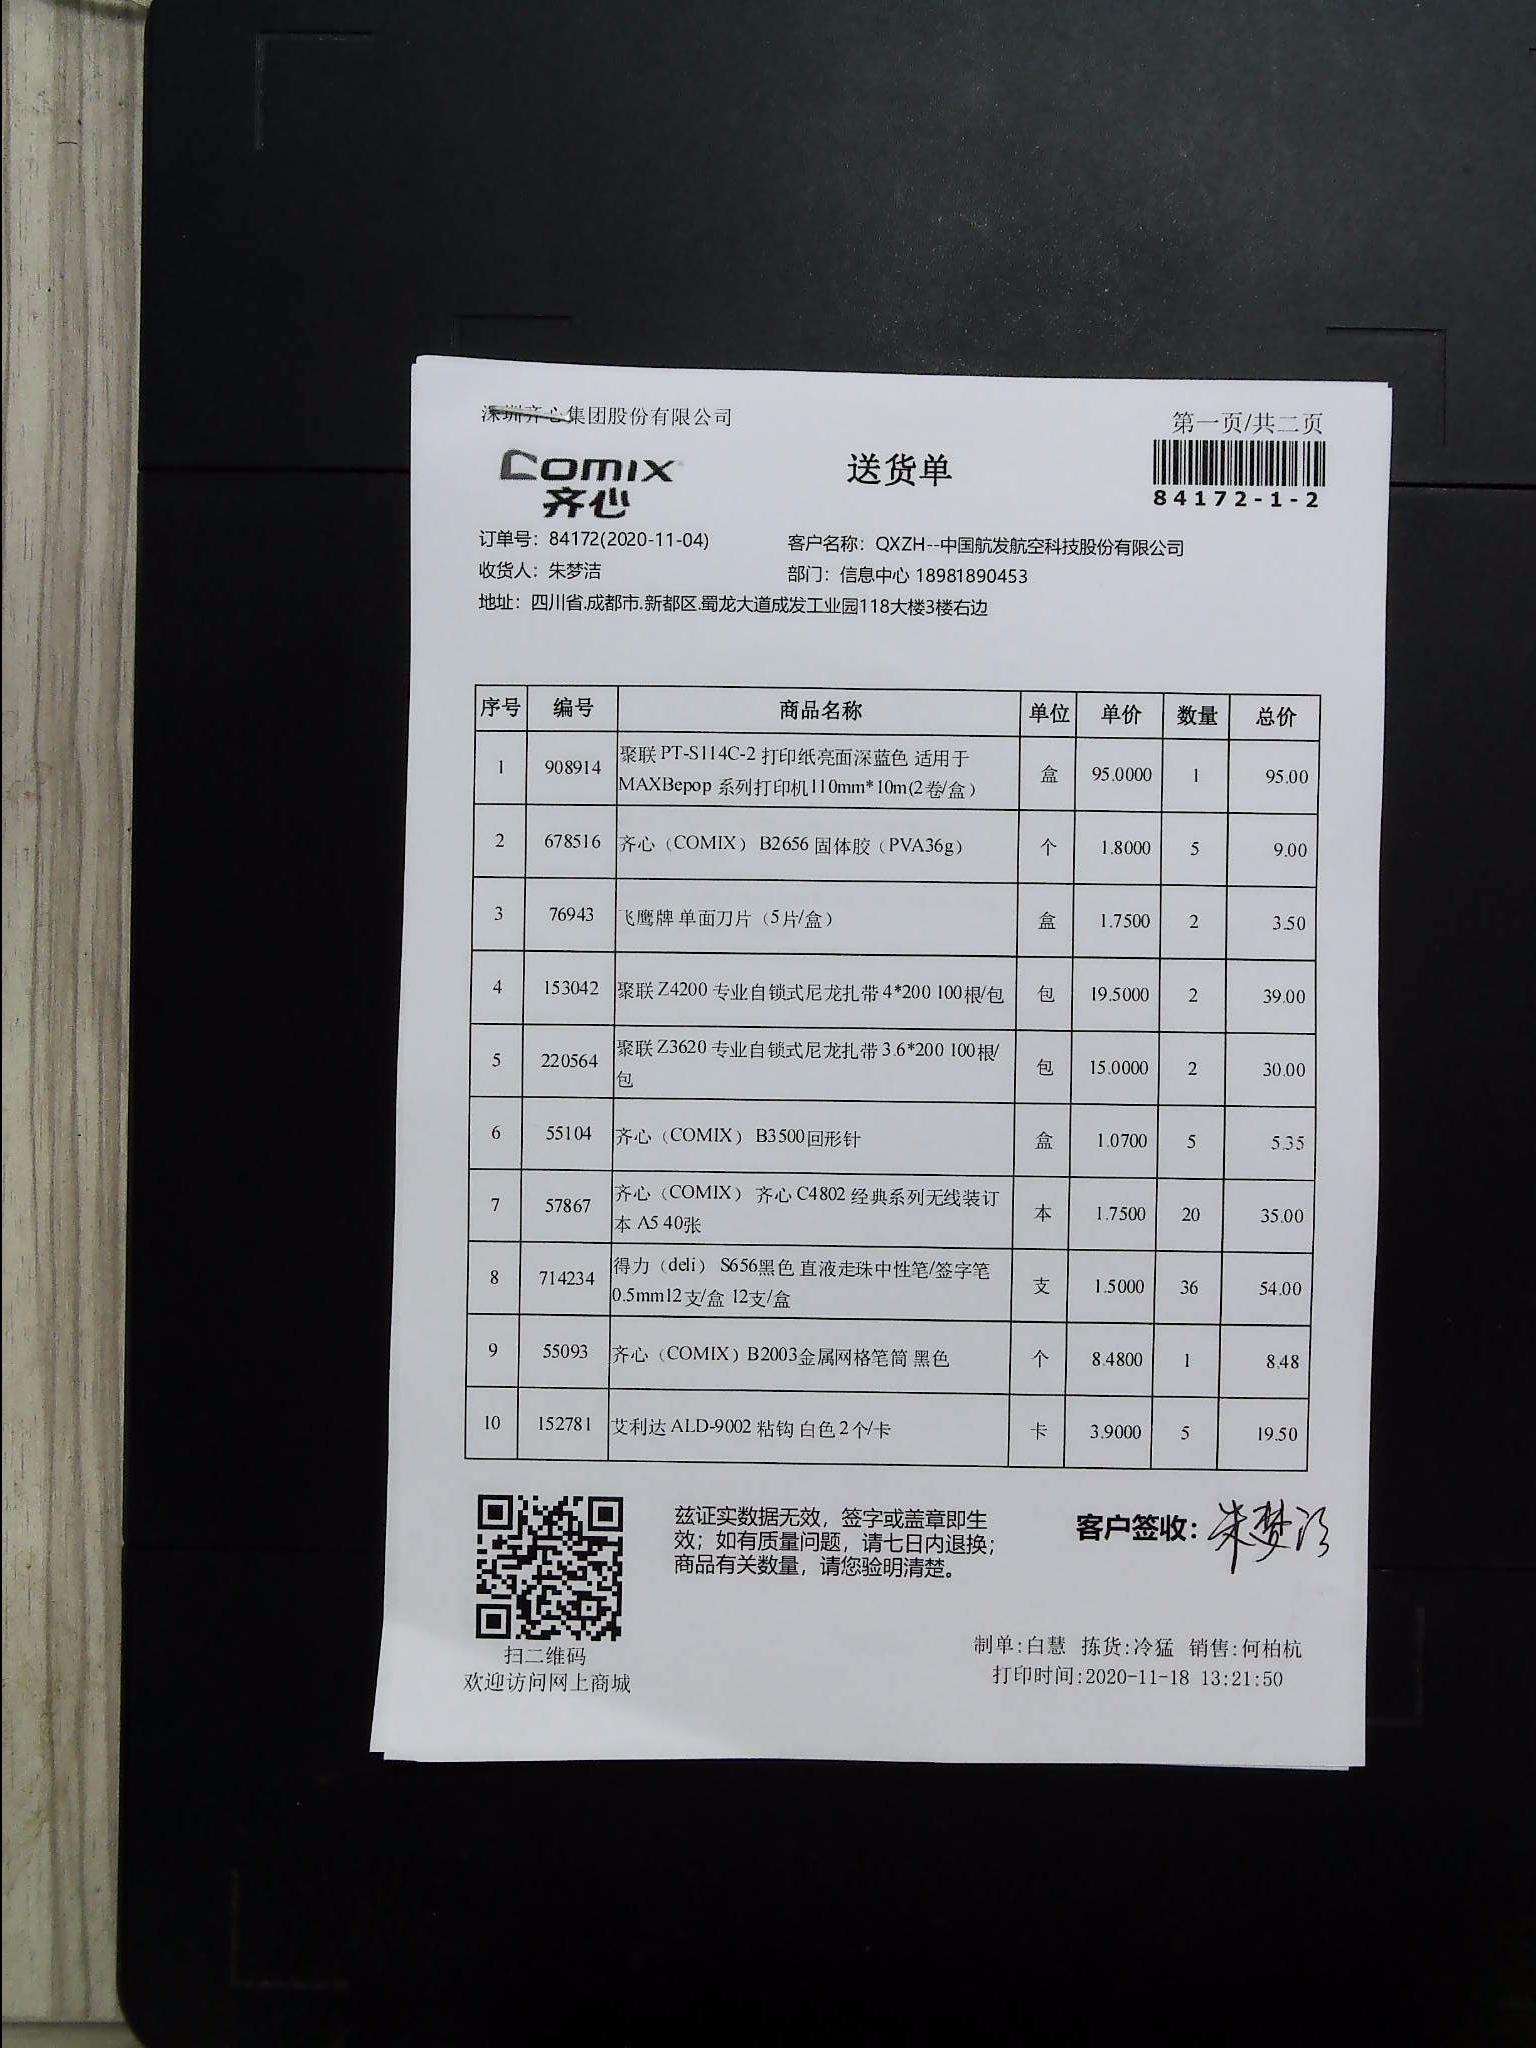 深圳齐心集团股份有限公司
第一页/共二页
comix
齐心
送货单
84172-1-2
订单号：84172(2020-11-04)
客户名称：QXZH--中国航发航空科技股份有限公司
收货人：朱梦洁
部门：信息中心 18981890453
地址：四川省.成都市.新都区.蜀龙大道成发工业园118大楼3楼右边
序号 编号 商品名称 单位 单价 数量 总价
1 908914 聚联 PT-S114C-2 打印纸亮面深蓝色 适用于
MAXBepop 系列打印机110mm*10m(2卷/盒） 盒 95.0000 1 95.00
2 678516 齐心（COMIX） B2656 固体胶（PVA36g） 个 1.8000 5 9.00
3 76943 飞鹰牌 单面刀片（5片/盒） 盒 1.7500 2 3.50
4 153042 聚联 Z4200 专业自锁式尼龙扎带 4*200 100根/包 包 19.5000 2 39.00
5 220564 聚联 Z3620 专业自锁式尼龙扎带 3.6*200 100根/
包 包 15.0000 2 30.00
6 55104 齐心（COMIX） B3500回形针 盒 1.0700 5 5.35
7 57867 齐心（COMIX） 齐心 C4802 经典系列无线装订
本 A5 40张 本 1.7500 20 35.00
8 714234 得力（deli） S656黑色 直液走珠中性笔/签字笔
0.5mm12支/盒 12支/盒 支 1.5000 36 54.00
9 55093 齐心（COMIX）B2003金属网格笔筒 黑色 个 8.4800 1 8.48
10 152781 艾利达 ALD-9002 粘钩 白色 2个/卡 卡 3.9000 5 19.50
兹证实数据无效，签字或盖章即生
效；如有质量问题，请七日内退换；
商品有关数量，请您验明清楚。
客户签收：朱梦洁
扫二维码
欢迎访问网上商城
制单:白慧 拣货:冷猛 销售:何柏杭
打印时间:2020-11-18 13:21:50